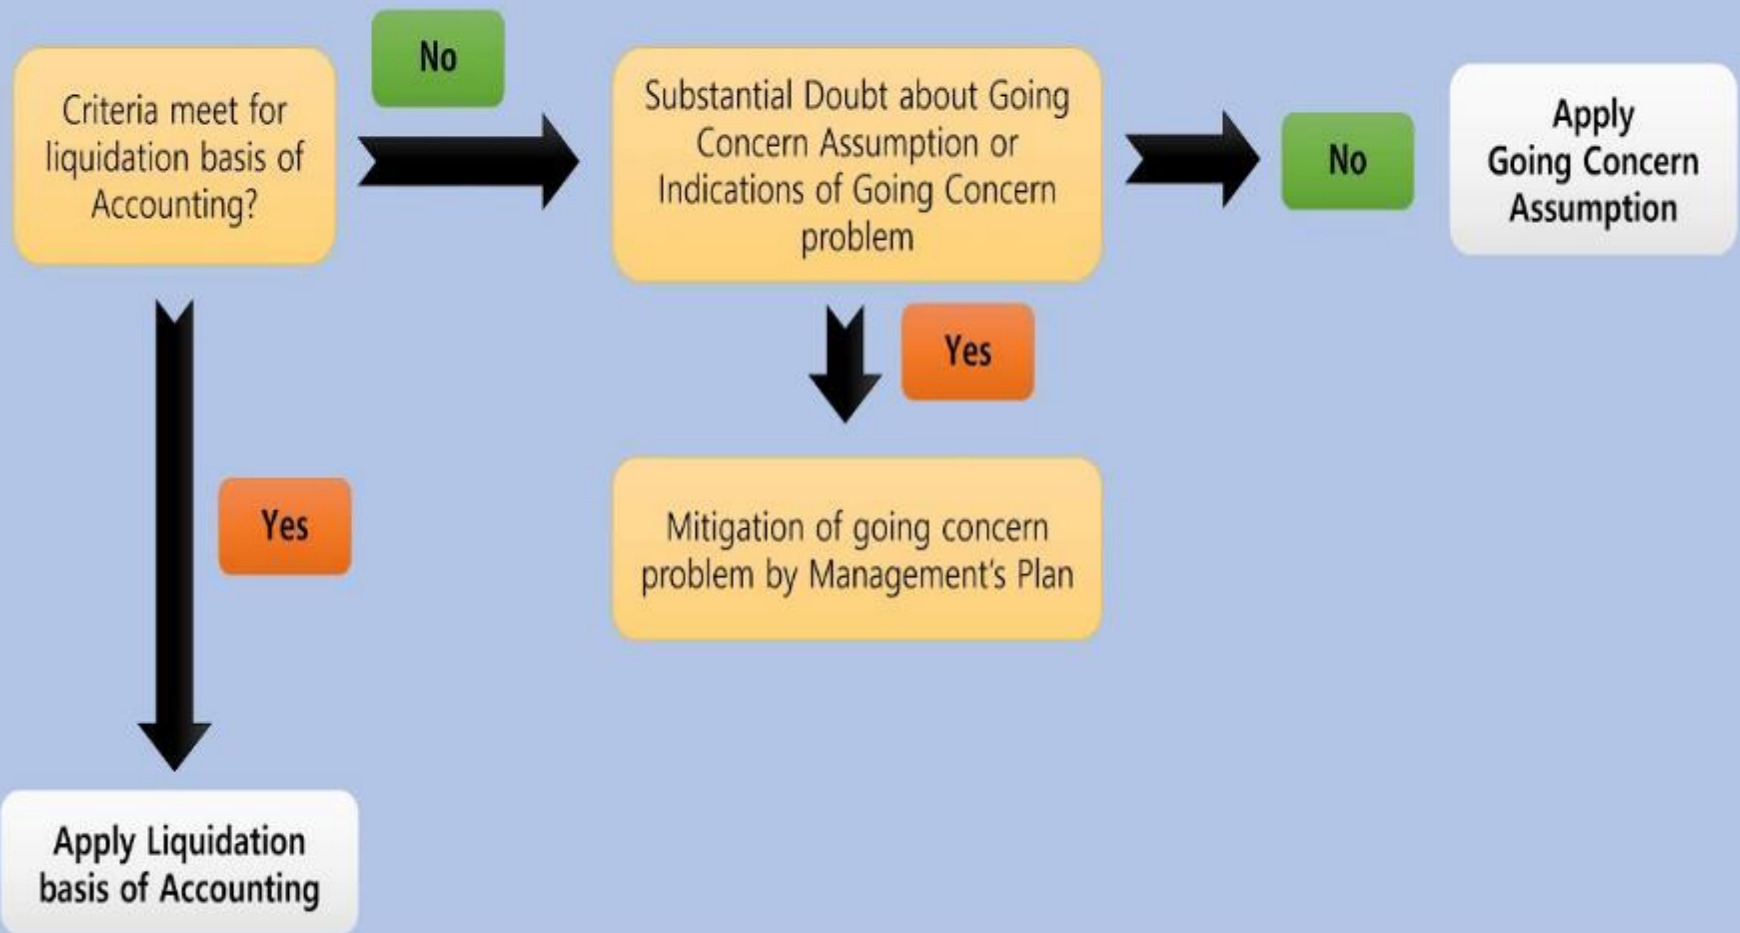 Criteria meet for
liquidation basis of
Accounting?
No
Substantial Doubt about Going
Concern Assumption or
Indications of Going Concern
problem
No
Apply
Going Concern
Assumption
Yes
Mitigation of going concern
problem by Management's Plan
Yes
Apply Liquidation
basis of Accounting